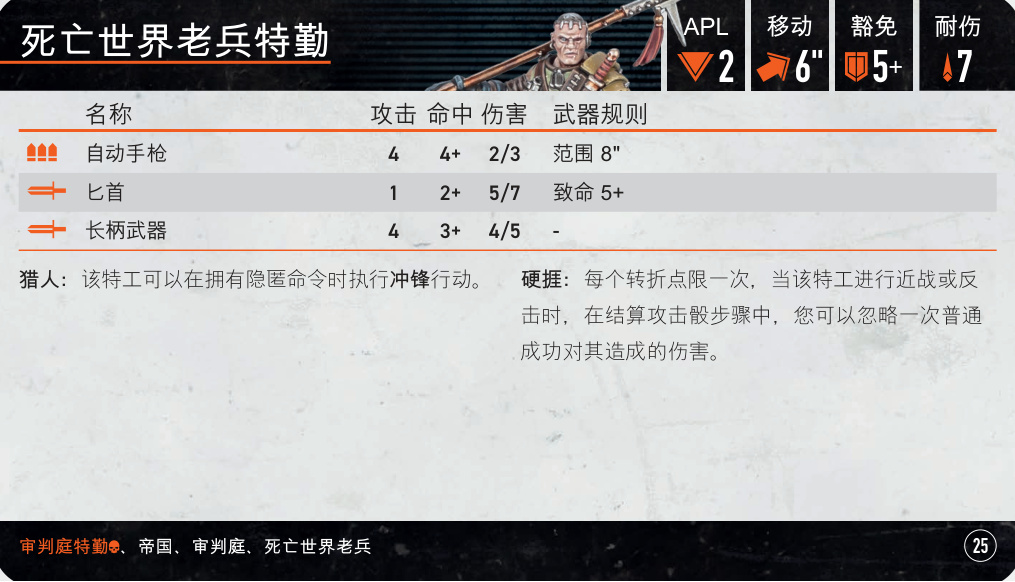 死亡世界老兵特勤
APL 移动 豁免 耐伤
2 6" 5+ 7
名称 攻击 命中 伤害 武器规则
自动手枪 4 4+ 2/3 范围 8"
匕首 1 2+ 5/7 致命 5+
长柄武器 4 3+ 4/5 -
猎人：该特工可以在拥有隐匿命令时执行冲锋行动。
硬捱：每个转折点限一次，当该特工进行近战或反
击时，在结算攻击骰步骤中，您可以忽略一次普通
成功对其造成的伤害。
审判庭特勤、帝国、审判庭、死亡世界老兵
25